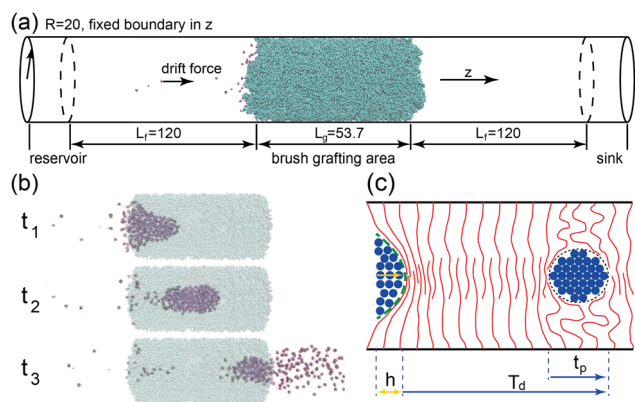 (a) R=20, fixed boundary in z
drift force
z
L_f=120 L_g=53.7 L_f=120
reservoir brush grafting area sink
(b) (c)
t_1
t_2
t_3
t_p
h T_d